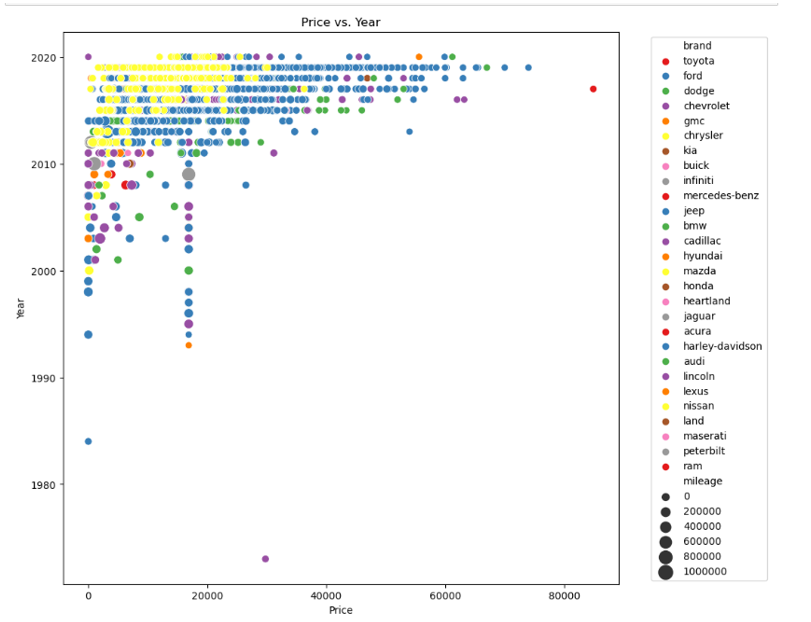 Price vs. Year
2020
2010
2000
1990
1980
Year
0 20000 40000 60000 80000
Price
brand
toyota
ford
dodge
chevrolet
gmc
chrysler
kia
buick
infiniti
mercedes-benz
jeep
bmw
cadillac
hyundai
mazda
honda
heartland
jaguar
acura
harley-davidson
audi
lincoln
lexus
nissan
land
maserati
peterbilt
ram
mileage
0
200000
400000
600000
800000
1000000